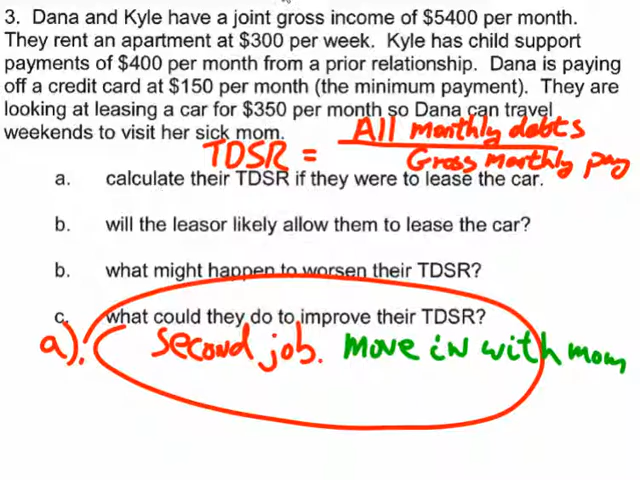 3. Dana and Kyle have a joint gross income of $5400 per month.
They rent an apartment at $300 per week. Kyle has child support
payments of $400 per month from a prior relationship. Dana is paying
off a credit card at $150 per month (the minimum payment). They are
looking at leasing a car for $350 per month so Dana can travel
weekends to visit her sick mom.
TDSR = All monthly debts
Gross monthly pay
a. calculate their TDSR if they were to lease the car.
b. will the leasor likely allow them to lease the car?
b. what might happen to worsen their TDSR?
c. what could they do to improve their TDSR?
a). second job. move in with mom